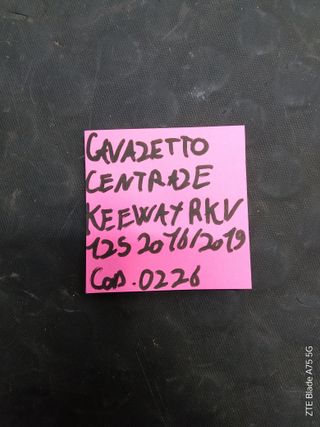 CAVALETTO
CENTRALE
KEEWAY RKV
125 2016/2019
COD. 0226
ZTE Blade A75 5G